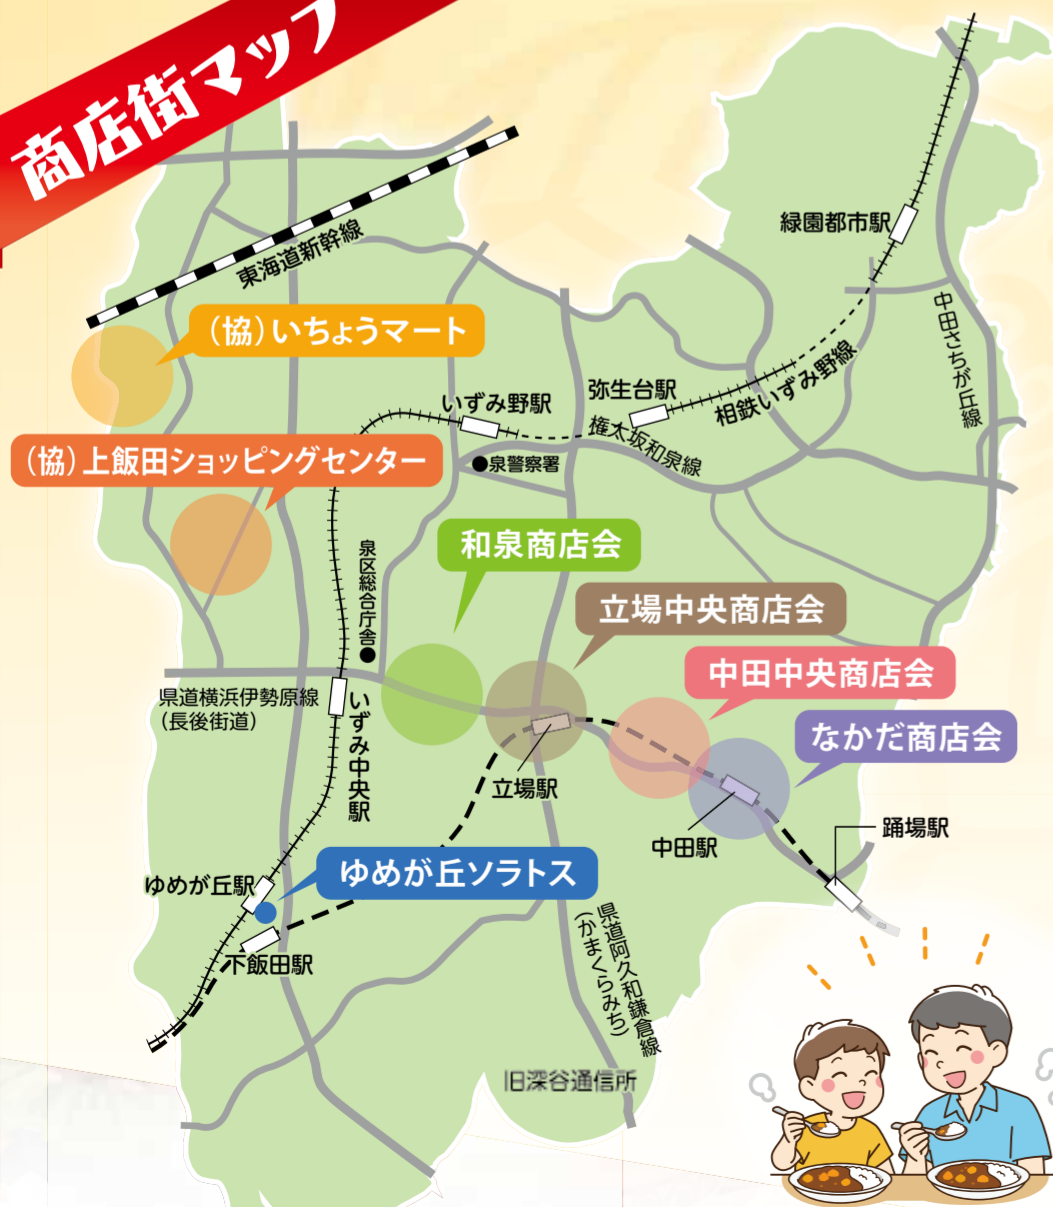 商店街マップ
緑園都市駅
東海道新幹線
中田さちが丘線
(協)いちょうマート
相鉄いずみ野線
弥生台駅
いずみ野駅
権太坂和泉線
(協)上飯田ショッピングセンター
●泉警察署
和泉商店会
泉区総合庁舎●
立場中央商店会
中田中央商店会
県道横浜伊勢原線
(長後街道)
いずみ中央駅
なかだ商店会
立場駅
中田駅
踊場駅
ゆめが丘ソラトス
ゆめが丘駅
下飯田駅
県道阿久和鎌倉線
(かまくらみち)
旧深谷通信所